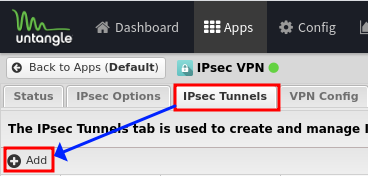 untangle
Dashboard Apps Config
Back to Apps (Default) IPsec VPN
Status IPsec Options IPsec Tunnels VPN Config
The IPsec Tunnels tab is used to create and manage
Add